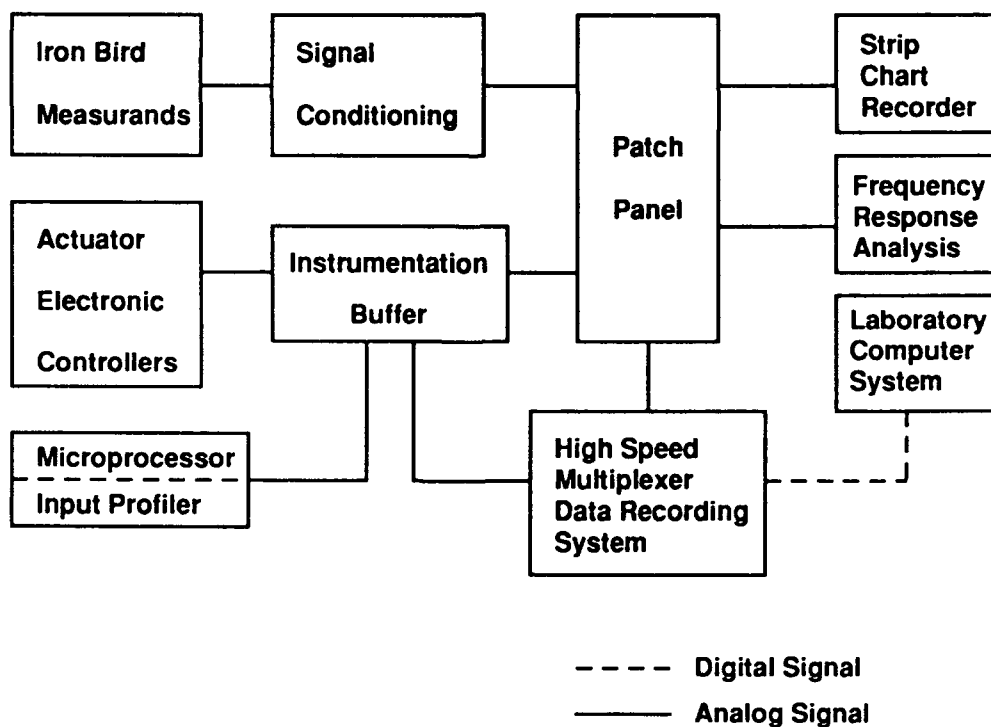 Iron Bird
Measurands
Signal
Conditioning
Patch
Panel
Strip
Chart
Recorder
Frequency
Response
Analysis
Actuator
Electronic
Controllers
Instrumentation
Buffer
Laboratory
Computer
System
Microprocessor
Input Profiler
High Speed
Multiplexer
Data Recording
System
Digital Signal
Analog Signal